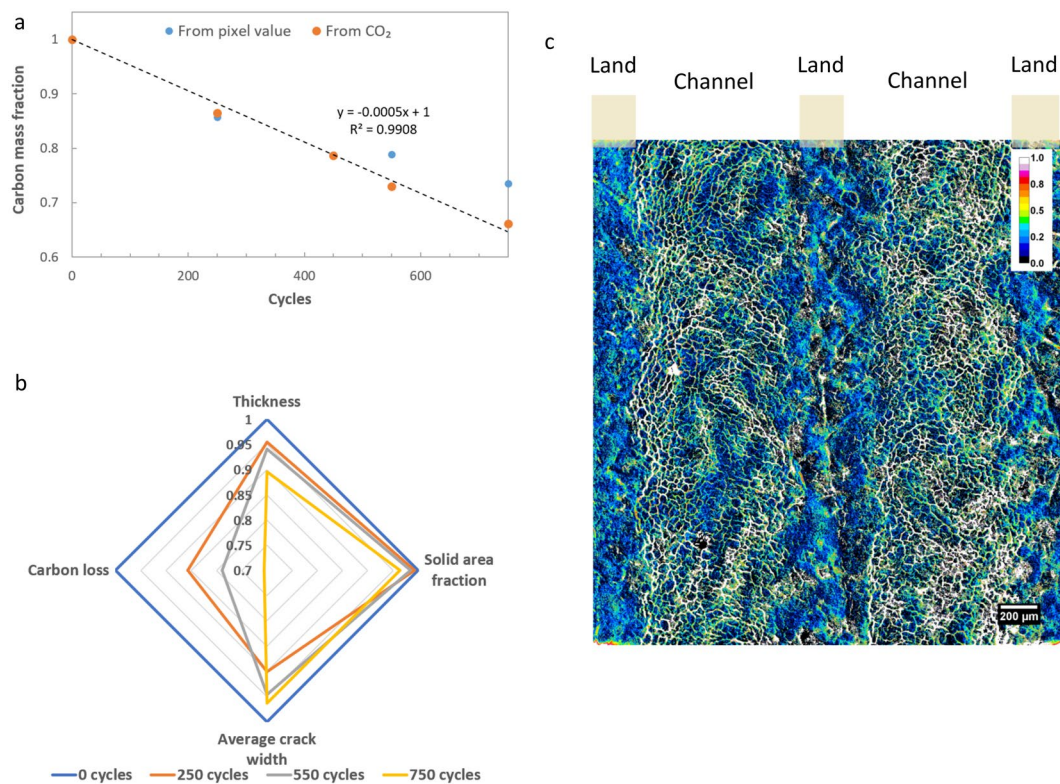 a
From pixel value
From CO₂
Carbon mass fraction
1
0.9
0.8
0.7
0.6
y = -0.0005x + 1
R² = 0.9908
0
200
400
600
Cycles
b
Thickness
1
0.95
0.9
0.85
0.8
0.75
0.7
Carbon loss
Solid area
fraction
Average crack
width
0 cycles
250 cycles
550 cycles
750 cycles
c
Land
Channel
Land
Channel
Land
1.0
0.8
0.5
0.2
0.0
200 µm